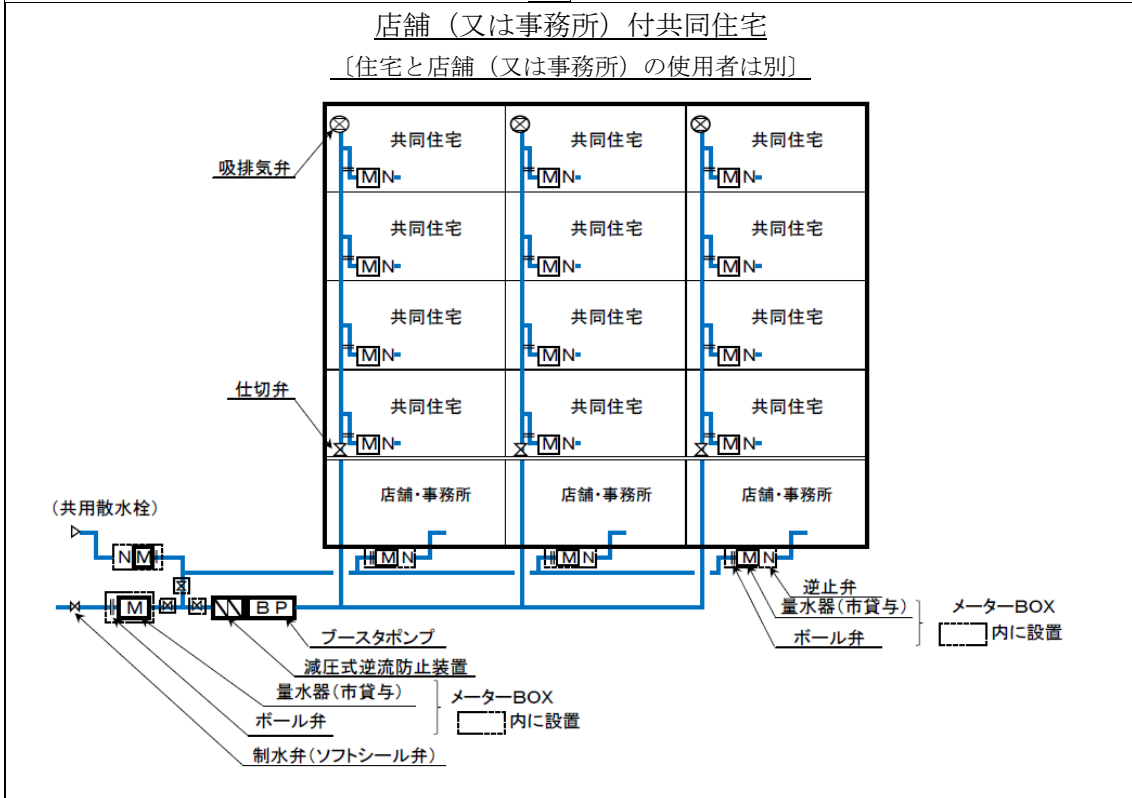 店舗（又は事務所）付共同住宅
〔住宅と店舗（又は事務所）の使用者は別〕
共同住宅 共同住宅 共同住宅
吸排気弁
M N M N M N
共同住宅 共同住宅 共同住宅
M N M N M N
共同住宅 共同住宅 共同住宅
M N M N M N
仕切弁
共同住宅 共同住宅 共同住宅
M N M N M N
店舗・事務所 店舗・事務所 店舗・事務所
（共用散水栓）
N M M N M N M N
逆止弁
量水器（市貸与）
ボール弁
メーターBOX
内に設置
M BP
ブースタポンプ
減圧式逆流防止装置
量水器（市貸与）
ボール弁
メーターBOX
内に設置
制水弁（ソフトシール弁）